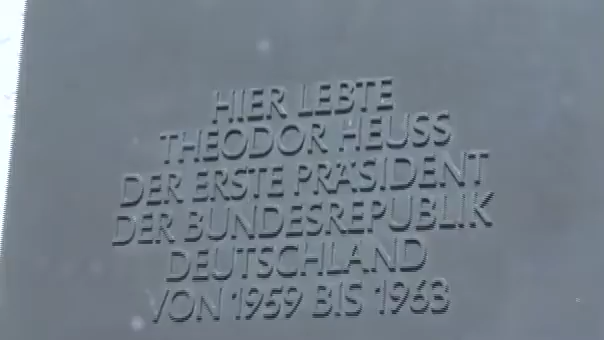 HIER LEBTE
THEODOR HEUSS
DER ERSTE PRÄSIDENT
DER BUNDESREPUBLIK
DEUTSCHLAND
VON 1959 BIS 1963